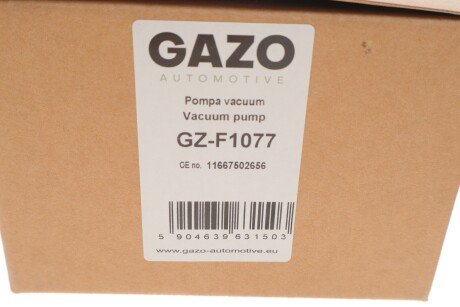 GAZO
AUTOMOTIVE
Pompa vacuum
Vacuum pump
GZ-F1077
OE no. 11667502656
5 904639 631503
www.gazo-automotive.eu